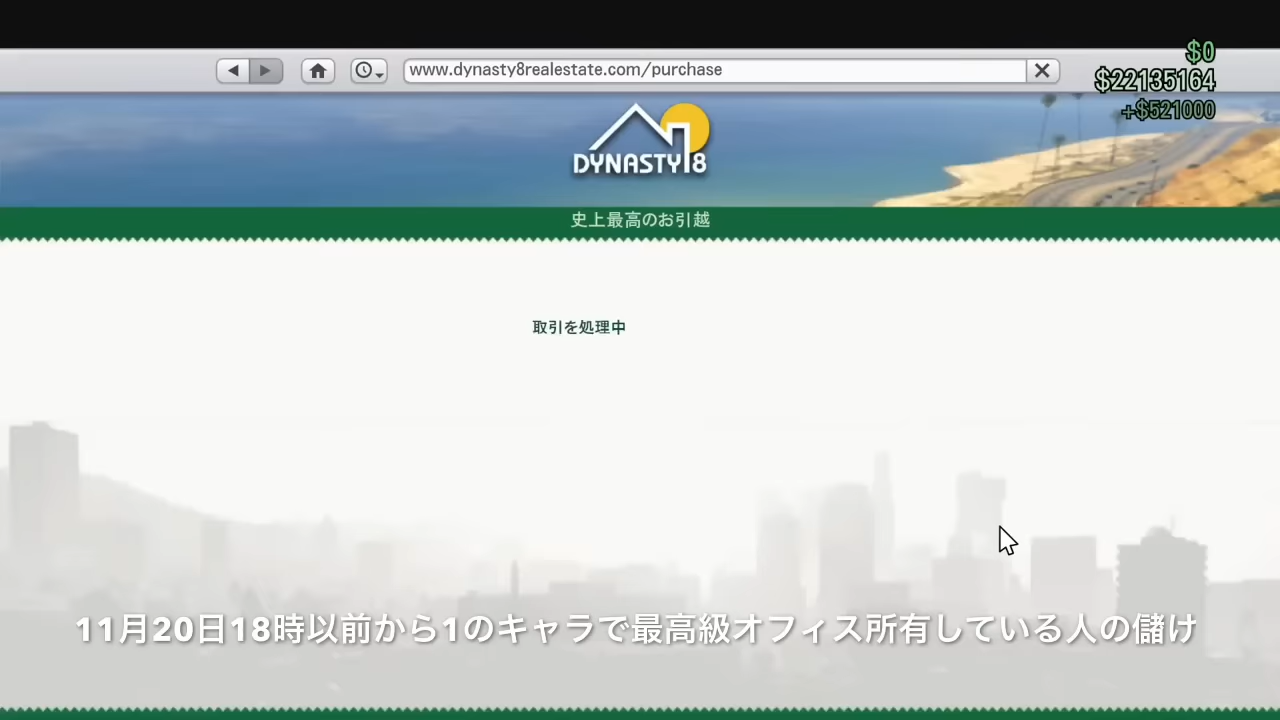 $0
www.dynasty8realestate.com/purchase
$22135164
+$521000
DYNASTY8
史上最高のお引越
取引を処理中
11月20日18時以前から1のキャラで最高級オフィス所有している人の儲け